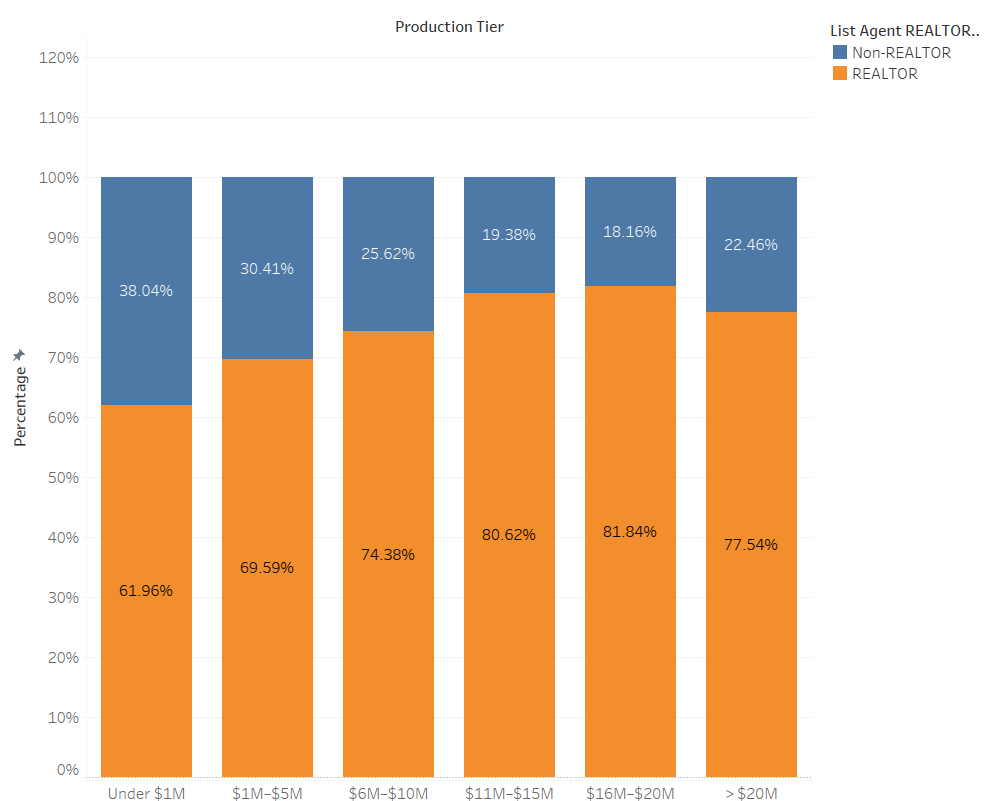 Production Tier
List Agent REALTOR..
Non-REALTOR
REALTOR
Percentage
120%
110%
100%
90%
80%
70%
60%
50%
40%
30%
20%
10%
0%
38.04%
30.41%
25.62%
19.38%
18.16%
22.46%
61.96%
69.59%
74.38%
80.62%
81.84%
77.54%
Under $1M
$1M–$5M
$6M–$10M
$11M–$15M
$16M–$20M
> $20M